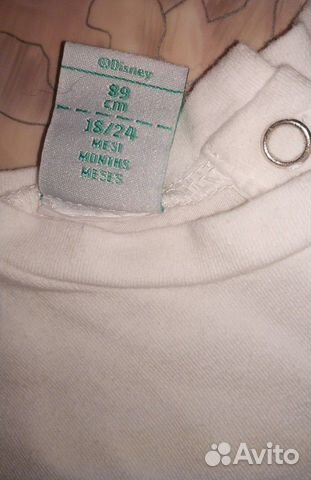 ©Disney
89
cm
18/24
MESI
MONTHS
MESES
Avito